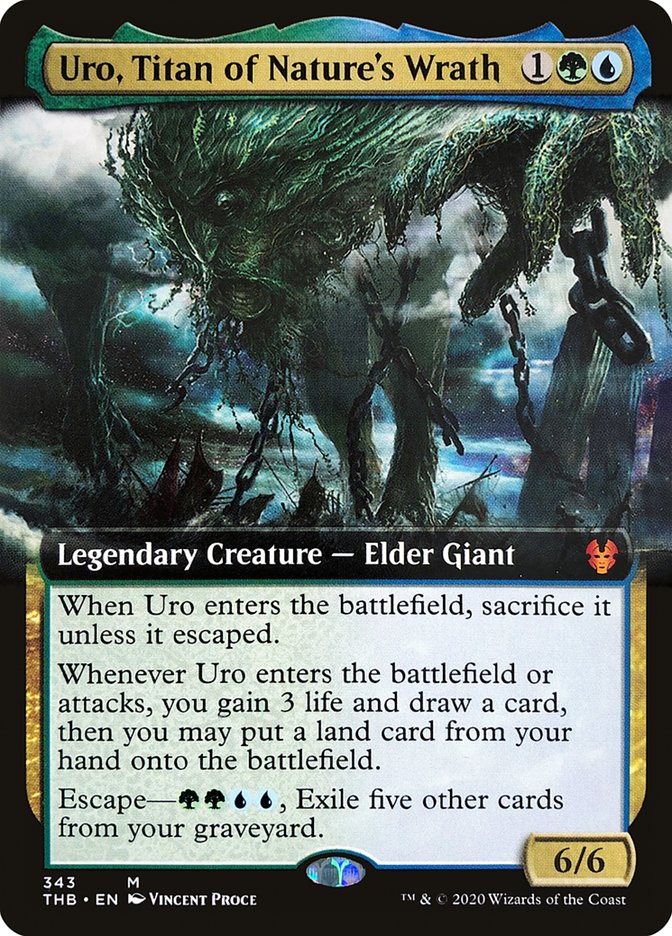 Uro, Titan of Nature's Wrath 1
Legendary Creature — Elder Giant
When Uro enters the battlefield, sacrifice it
unless it escaped.
Whenever Uro enters the battlefield or
attacks, you gain 3 life and draw a card,
then you may put a land card from your
hand onto the battlefield.
Escape—, Exile five other cards
from your graveyard.
6/6
343 M
THB • EN Vincent Proce
™ & © 2020 Wizards of the Coast